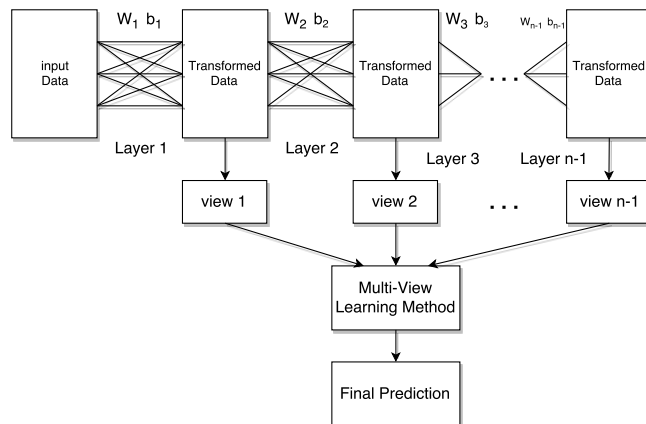 W₁ b₁
W₂ b₂
W₃ b₃
Wₙ₋₁ bₙ₋₁
input
Data
Transformed
Data
Transformed
Data
. . .
Transformed
Data
Layer 1
Layer 2
Layer 3
Layer n-1
view 1
view 2
. . .
view n-1
Multi-View
Learning Method
Final Prediction